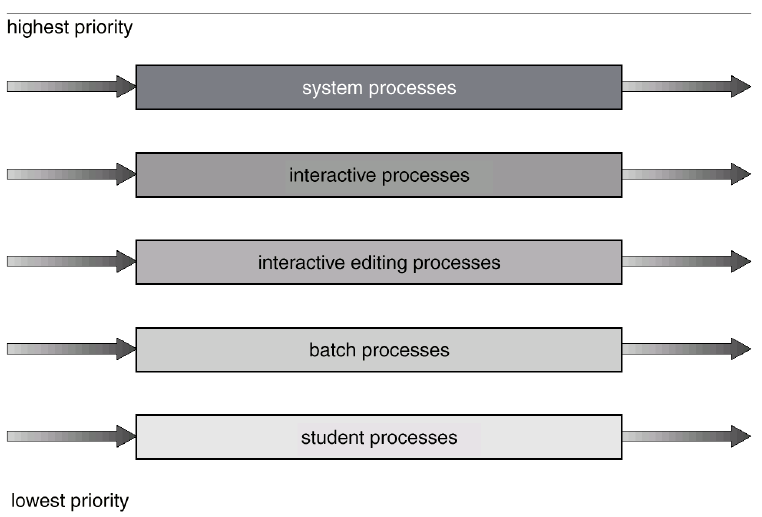 highest priority
system processes
interactive processes
interactive editing processes
batch processes
student processes
lowest priority